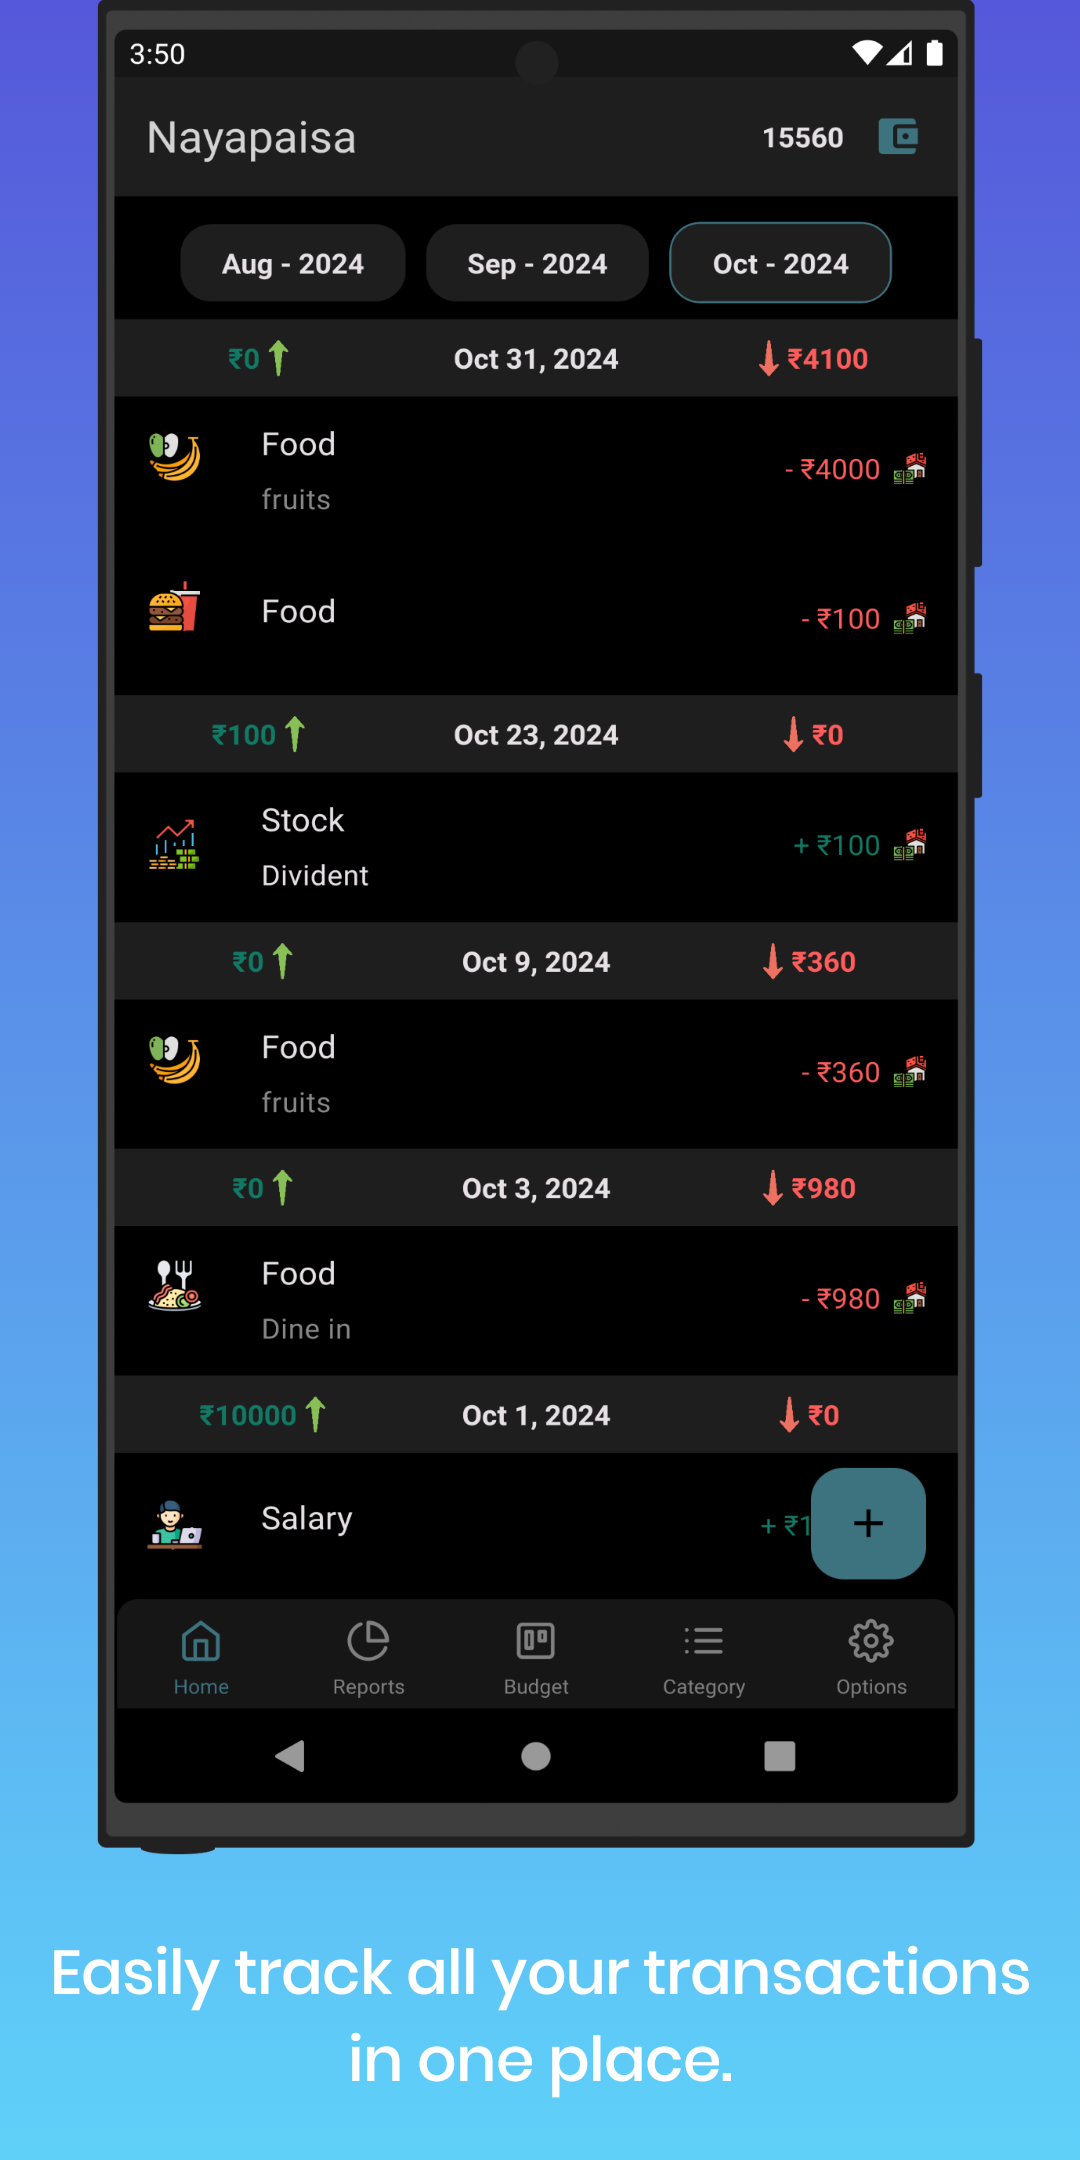 3:50
Nayapaisa
15560
Aug - 2024
Sep - 2024
Oct - 2024
₹0
Oct 31, 2024
₹4100
Food
fruits
- ₹4000
Food
- ₹100
₹100
Oct 23, 2024
₹0
Stock
Divident
+ ₹100
₹0
Oct 9, 2024
₹360
Food
fruits
- ₹360
₹0
Oct 3, 2024
₹980
Food
Dine in
- ₹980
₹10000
Oct 1, 2024
₹0
Salary
+ ₹1
+
Home
Reports
Budget
Category
Options
Easily track all your transactions
in one place.